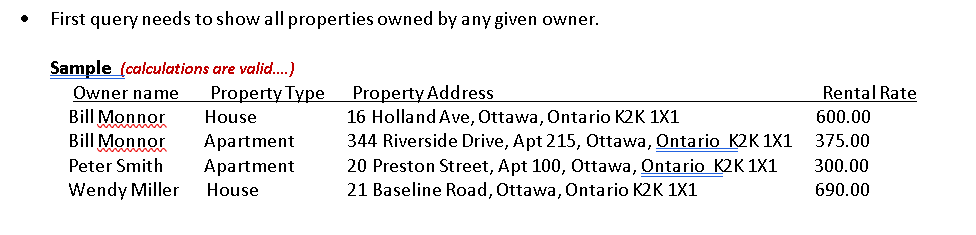 • First query needs to show all properties owned by any given owner.
Sample (calculations are valid....)
Owner name Property Type Property Address Rental Rate
Bill Monnor House 16 Holland Ave, Ottawa, Ontario K2K 1X1 600.00
Bill Monnor Apartment 344 Riverside Drive, Apt 215, Ottawa, Ontario K2K 1X1 375.00
Peter Smith Apartment 20 Preston Street, Apt 100, Ottawa, Ontario K2K 1X1 300.00
Wendy Miller House 21 Baseline Road, Ottawa, Ontario K2K 1X1 690.00